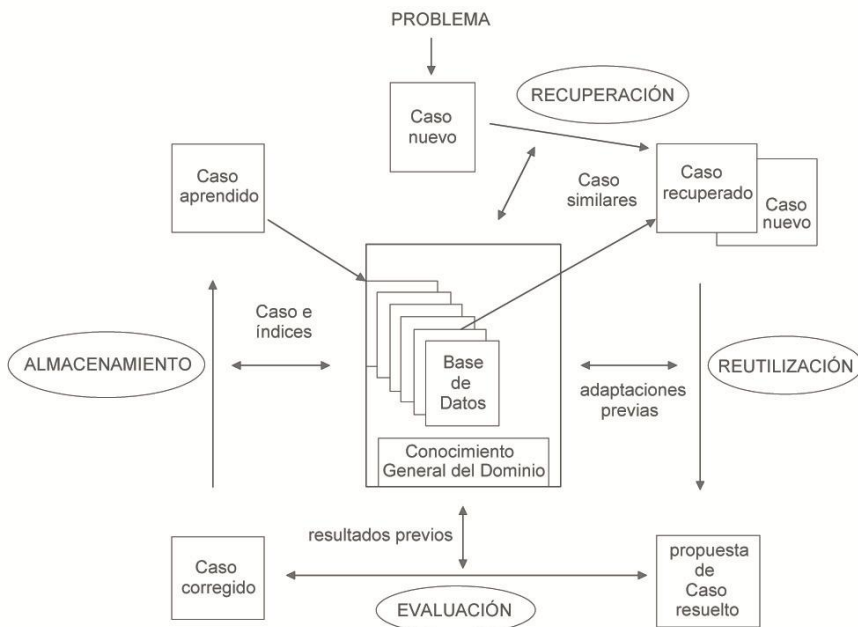 PROBLEMA
Caso
nuevo
RECUPERACIÓN
Caso
aprendido
Caso
similares
Caso
recuperado
Caso
nuevo
Caso e
índices
ALMACENAMIENTO
Base
de
Datos
Conocimiento
General del Dominio
adaptaciones
previas
REUTILIZACIÓN
resultados previos
Caso
corregido
EVALUACIÓN
propuesta
de
Caso
resuelto